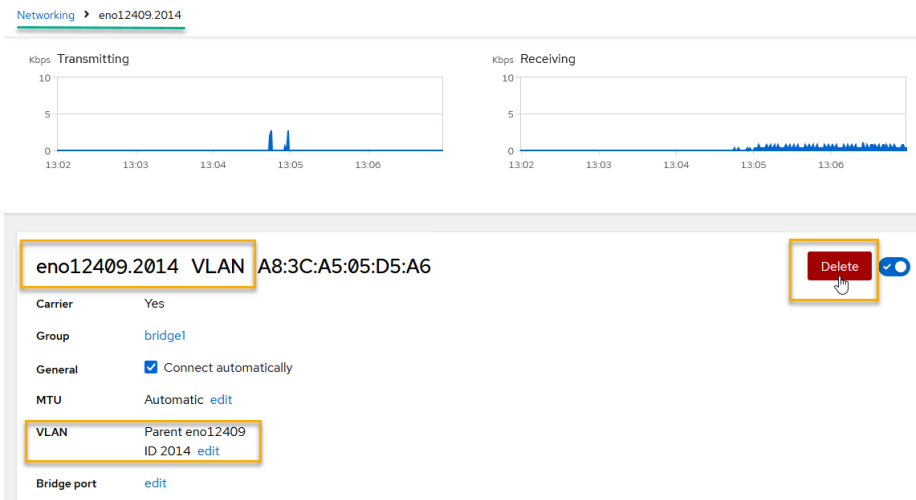 Networking > eno12409.2014
Kbps Transmitting
10
5
0
13:02 13:03 13:04 13:05 13:06
Kbps Receiving
10
5
0
13:02 13:03 13:04 13:05 13:06
eno12409.2014 VLAN A8:3C:A5:05:D5:A6
Delete
Carrier Yes
Group bridge1
General Connect automatically
MTU Automatic edit
VLAN Parent eno12409
ID 2014 edit
Bridge port edit